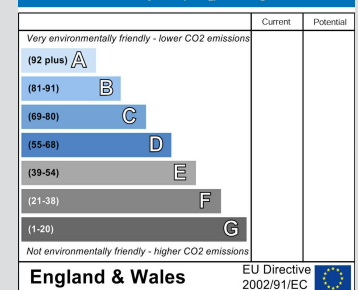 Current Potential
Very environmentally friendly - lower CO2 emissions
(92 plus) A
(81-91) B
(69-80) C
(55-68) D
(39-54) E
(21-38) F
(1-20) G
Not environmentally friendly - higher CO2 emissions
England & Wales
EU Directive
2002/91/EC